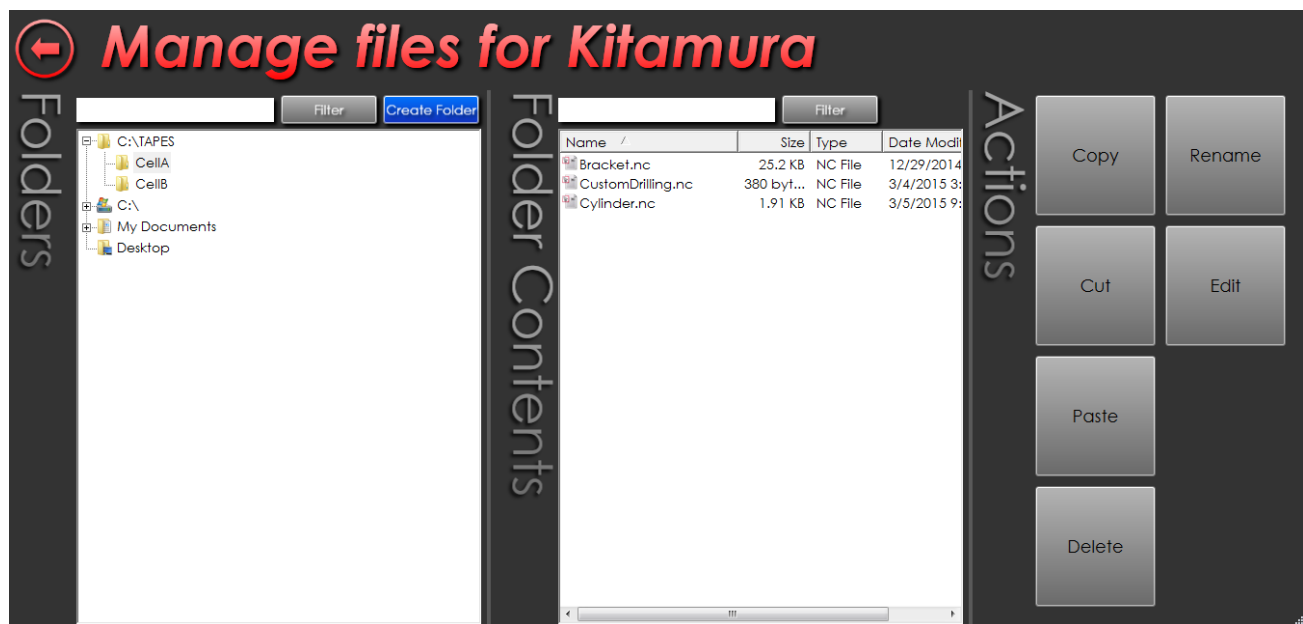 Manage files for Kitamura
Folders
Filter
Create Folder
C:\TAPES
CellA
CellB
C:\
My Documents
Desktop
Folder Contents
Filter
Name Size Type Date Modif
Bracket.nc 25.2 KB NC File 12/29/2014
CustomDrilling.nc 380 byt... NC File 3/4/2015 3:
Cylinder.nc 1.91 KB NC File 3/5/2015 9:
Actions
Copy
Rename
Cut
Edit
Paste
Delete